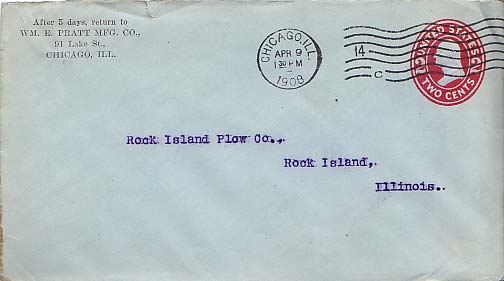 After 5 days, return to
WM. E. PRATT MFG. CO.,
91 Lake St.,
CHICAGO, ILL.
CHICAGO, ILL.
APR 9
1 30 PM
1908
14
C
UNITED STATES
TWO CENTS
Rock Island Plow Co.,
Rock Island,
Illinois.